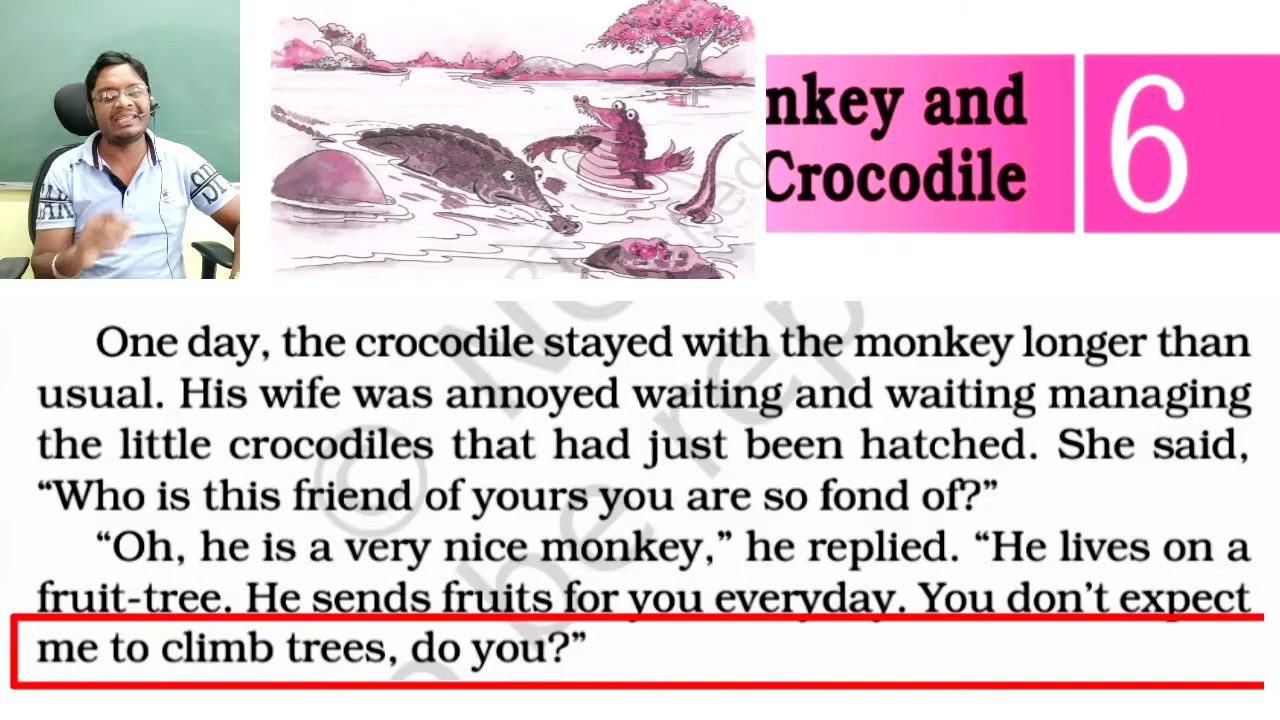 nkey and
Crocodile
6
One day, the crocodile stayed with the monkey longer than
usual. His wife was annoyed waiting and waiting managing
the little crocodiles that had just been hatched. She said,
“Who is this friend of yours you are so fond of?”
“Oh, he is a very nice monkey,” he replied. “He lives on a
fruit-tree. He sends fruits for you everyday. You don’t expect
me to climb trees, do you?”